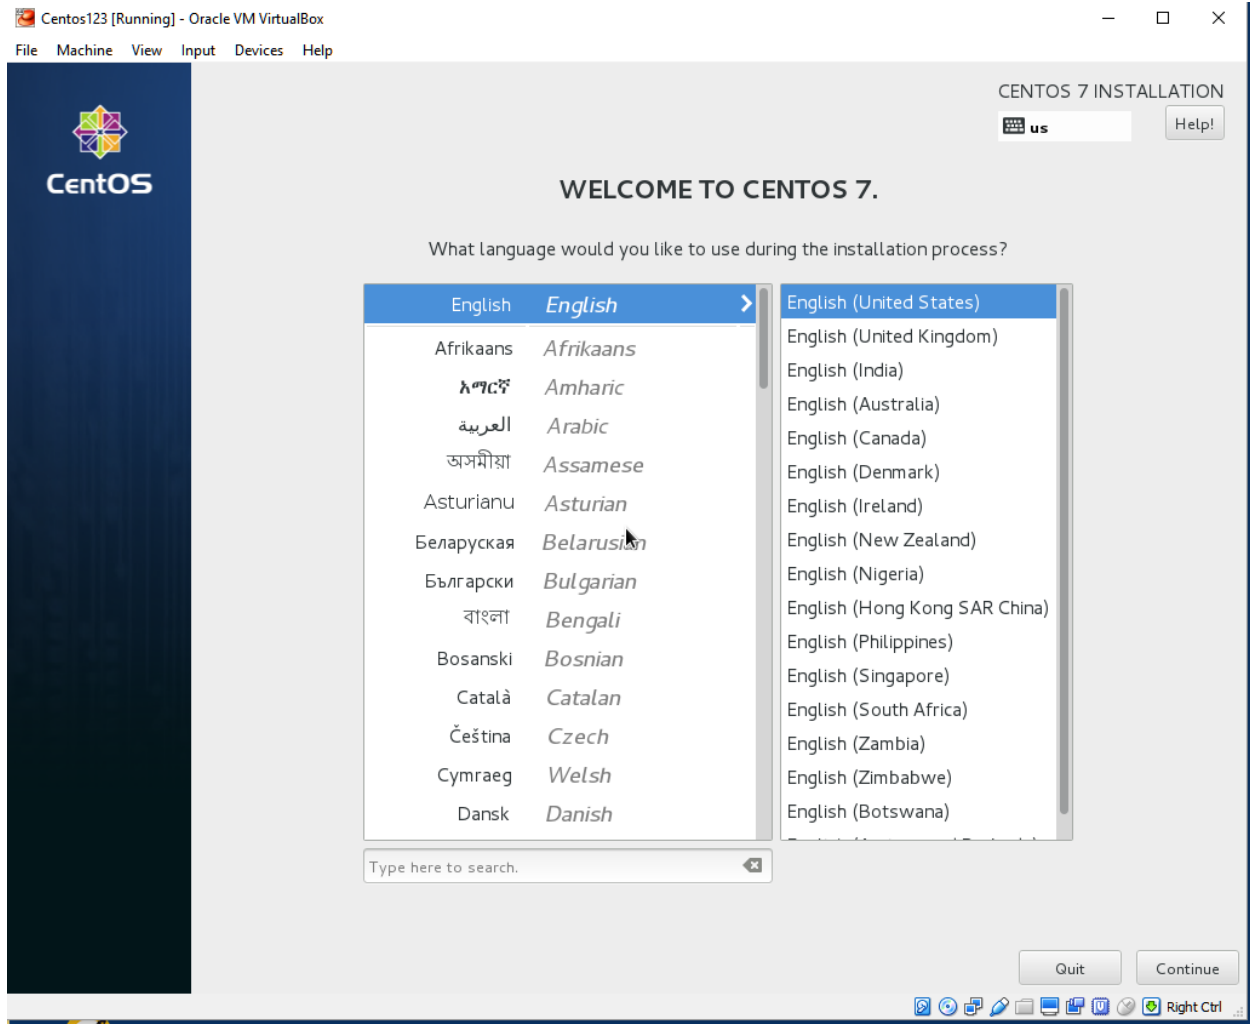 Centos123 [Running] - Oracle VM VirtualBox
File Machine View Input Devices Help
CentOS
CENTOS 7 INSTALLATION
us
Help!
WELCOME TO CENTOS 7.
What language would you like to use during the installation process?
English English
Afrikaans Afrikaans
አማርኛ Amharic
العربية Arabic
অসমীয়া Assamese
Asturianu Asturian
Беларуская Belarusian
Български Bulgarian
বাংলা Bengali
Bosanski Bosnian
Català Catalan
Čeština Czech
Cymraeg Welsh
Dansk Danish
Type here to search.
English (United States)
English (United Kingdom)
English (India)
English (Australia)
English (Canada)
English (Denmark)
English (Ireland)
English (New Zealand)
English (Nigeria)
English (Hong Kong SAR China)
English (Philippines)
English (Singapore)
English (South Africa)
English (Zambia)
English (Zimbabwe)
English (Botswana)
Quit
Continue
Right Ctrl